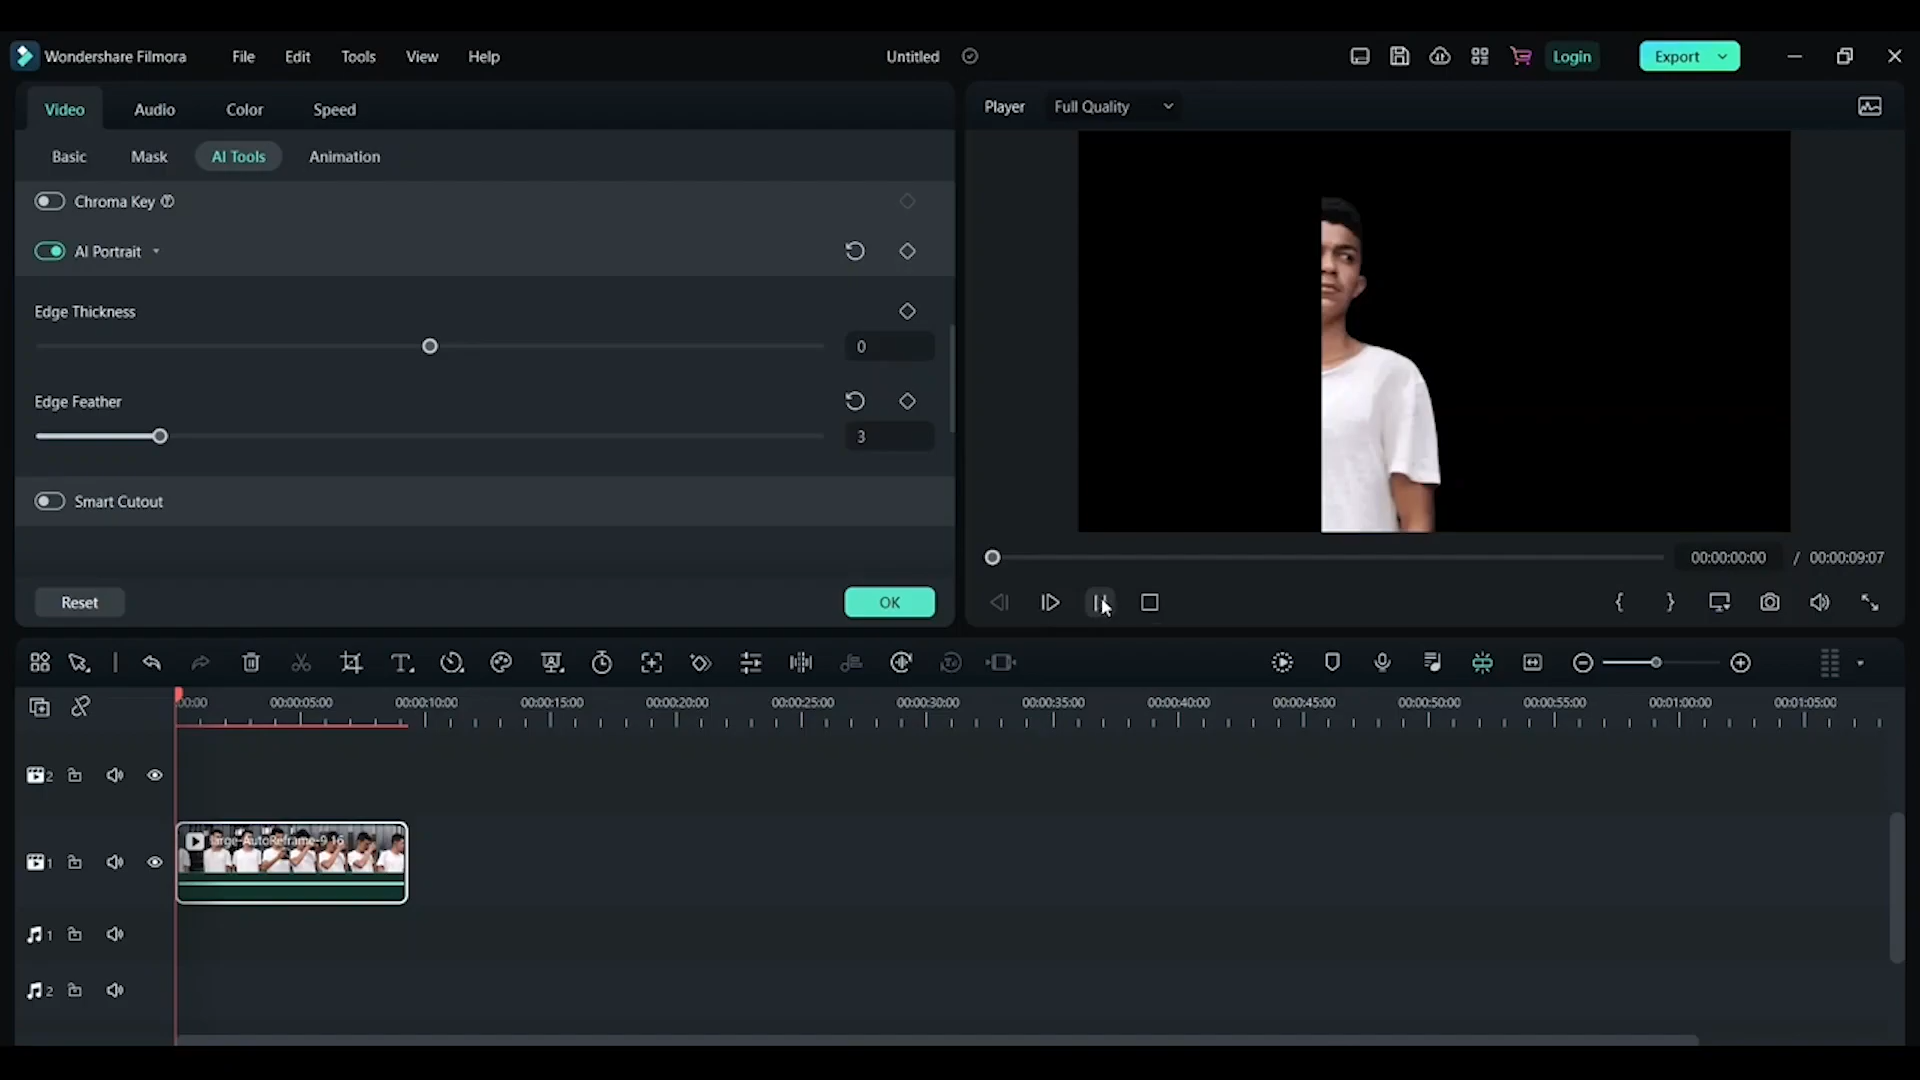 Wondershare Filmora File Edit Tools View Help Untitled Login Export
Video Audio Color Speed
Player Full Quality
Basic Mask AI Tools Animation
Chroma Key
AI Portrait
Edge Thickness
0
Edge Feather
3
Smart Cutout
00:00:00:00 / 00:00:09:07
Reset OK
00:00 00:00:05:00 00:00:10:00 00:00:15:00 00:00:20:00 00:00:25:00 00:00:30:00 00:00:35:00 00:00:40:00 00:00:45:00 00:00:50:00 00:00:55:00 00:01:00:00 00:01:05:00
2
large-AutoReframe-9 16
1
1
2